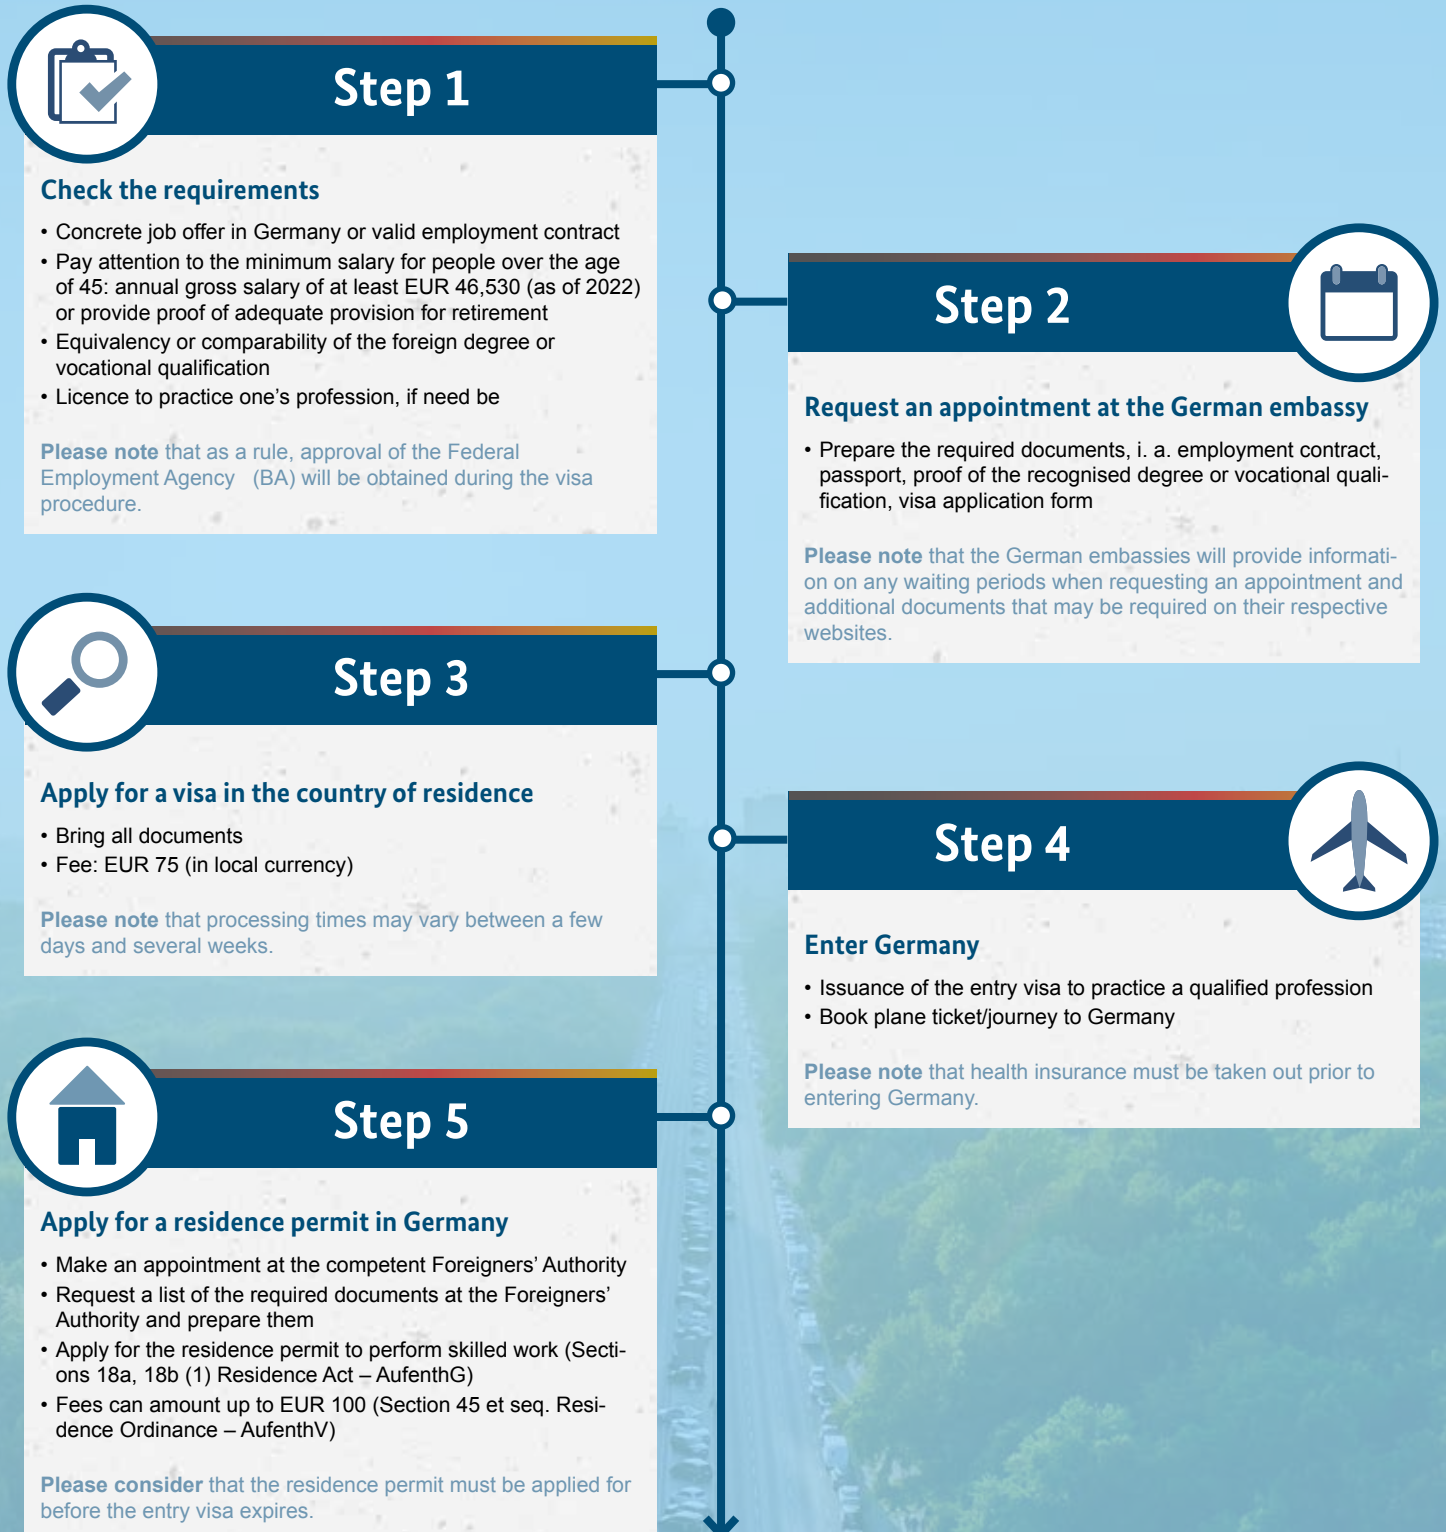 Step 1
Check the requirements
• Concrete job offer in Germany or valid employment contract
• Pay attention to the minimum salary for people over the age
of 45: annual gross salary of at least EUR 46,530 (as of 2022)
or provide proof of adequate provision for retirement
• Equivalency or comparability of the foreign degree or
vocational qualification
• Licence to practice one’s profession, if need be
Please note that as a rule, approval of the Federal
Employment Agency (BA) will be obtained during the visa
procedure.
Step 2
Request an appointment at the German embassy
• Prepare the required documents, i. a. employment contract,
passport, proof of the recognised degree or vocational quali-
fication, visa application form
Please note that the German embassies will provide informati-
on on any waiting periods when requesting an appointment and
additional documents that may be required on their respective
websites.
Step 3
Apply for a visa in the country of residence
• Bring all documents
• Fee: EUR 75 (in local currency)
Please note that processing times may vary between a few
days and several weeks.
Step 4
Enter Germany
• Issuance of the entry visa to practice a qualified profession
• Book plane ticket/journey to Germany
Please note that health insurance must be taken out prior to
entering Germany.
Step 5
Apply for a residence permit in Germany
• Make an appointment at the competent Foreigners’ Authority
• Request a list of the required documents at the Foreigners’
Authority and prepare them
• Apply for the residence permit to perform skilled work (Secti-
ons 18a, 18b (1) Residence Act – AufenthG)
• Fees can amount up to EUR 100 (Section 45 et seq. Resi-
dence Ordinance – AufenthV)
Please consider that the residence permit must be applied for
before the entry visa expires.